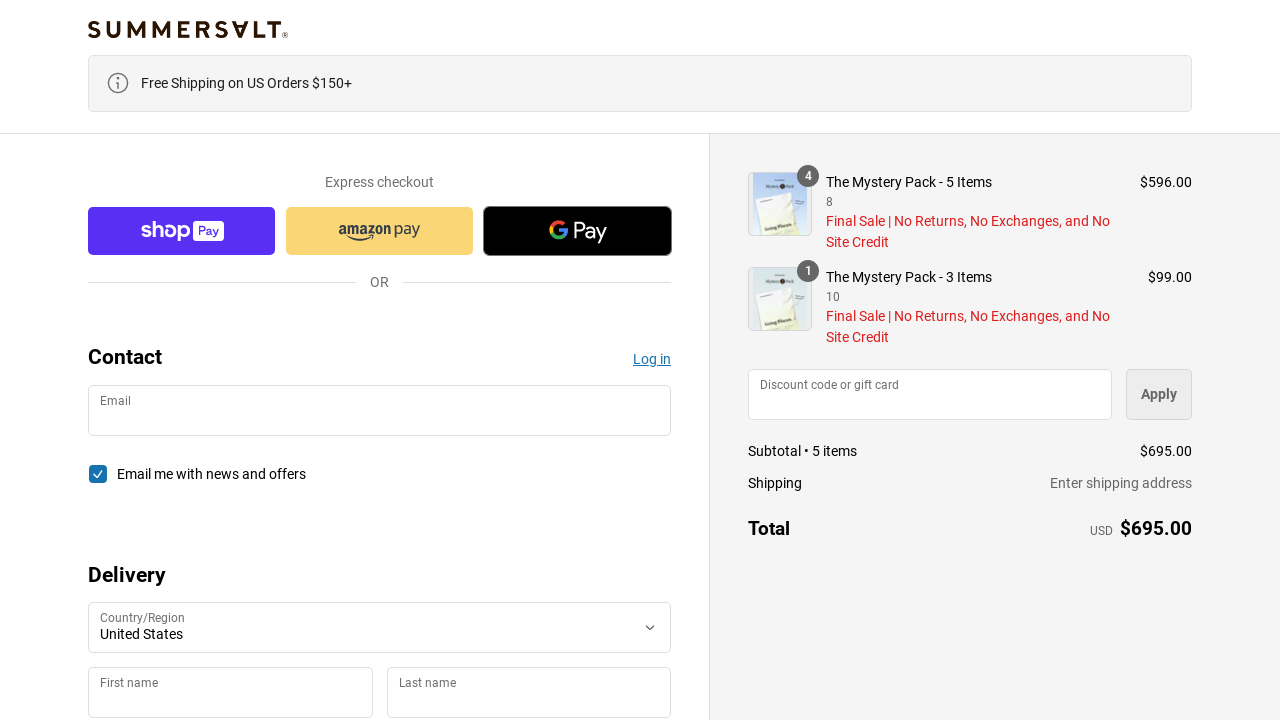 SUMMERSALT®
Free Shipping on US Orders $150+
Express checkout
shop Pay
amazon pay
G Pay
OR
Contact
Log in
Email
Email me with news and offers
Delivery
Country/Region
United States
First name
Last name
4
The Mystery Pack - 5 Items
$596.00
8
Final Sale | No Returns, No Exchanges, and No
Site Credit
1
The Mystery Pack - 3 Items
$99.00
10
Final Sale | No Returns, No Exchanges, and No
Site Credit
Discount code or gift card
Apply
Subtotal • 5 items
$695.00
Shipping
Enter shipping address
Total
USD $695.00